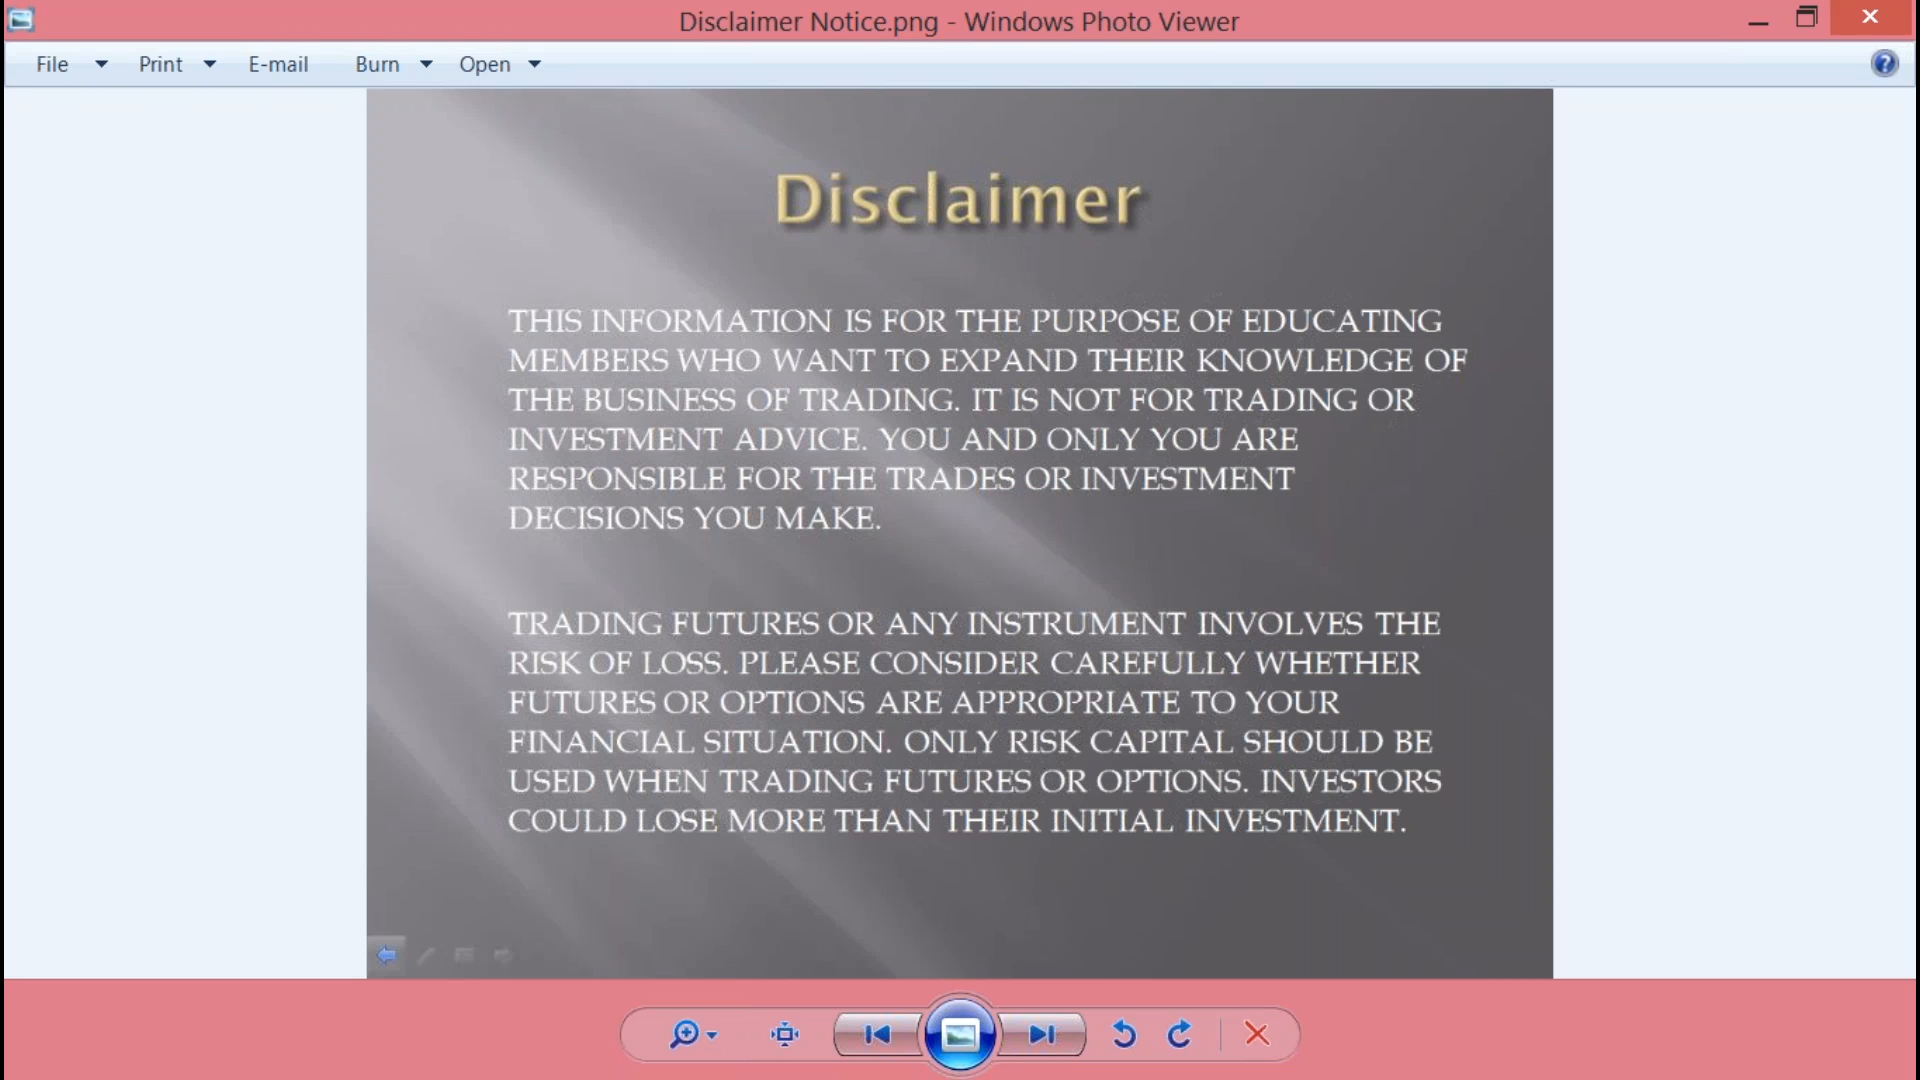 Disclaimer Notice.png - Windows Photo Viewer
File Print E-mail Burn Open
Disclaimer
THIS INFORMATION IS FOR THE PURPOSE OF EDUCATING
MEMBERS WHO WANT TO EXPAND THEIR KNOWLEDGE OF
THE BUSINESS OF TRADING. IT IS NOT FOR TRADING OR
INVESTMENT ADVICE. YOU AND ONLY YOU ARE
RESPONSIBLE FOR THE TRADES OR INVESTMENT
DECISIONS YOU MAKE.
TRADING FUTURES OR ANY INSTRUMENT INVOLVES THE
RISK OF LOSS. PLEASE CONSIDER CAREFULLY WHETHER
FUTURES OR OPTIONS ARE APPROPRIATE TO YOUR
FINANCIAL SITUATION. ONLY RISK CAPITAL SHOULD BE
USED WHEN TRADING FUTURES OR OPTIONS. INVESTORS
COULD LOSE MORE THAN THEIR INITIAL INVESTMENT.